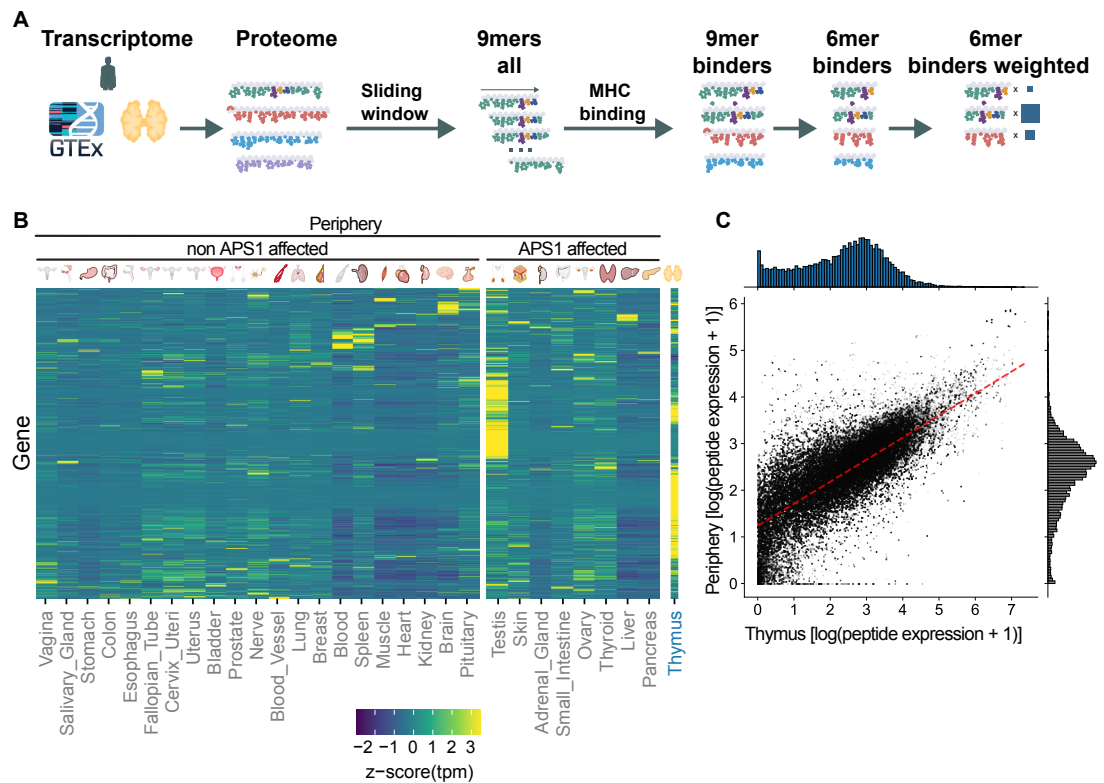 A
Transcriptome
Proteome
9mers
all
9mer
binders
6mer
binders
6mer
binders weighted
Sliding
window
MHC
binding
GTEx
x
x
x
B
Periphery
non APS1 affected
APS1 affected
Gene
Vagina
Salivary_Gland
Stomach
Colon
Esophagus
Fallopian_Tube
Cervix_Uteri
Uterus
Bladder
Prostate
Nerve
Blood_Vessel
Lung
Breast
Blood
Spleen
Muscle
Heart
Kidney
Brain
Pituitary
Testis
Skin
Adrenal_Gland
Small_Intestine
Ovary
Thyroid
Liver
Pancreas
Thymus
−2 −1 0 1 2 3
z−score(tpm)
C
Periphery [log(peptide expression + 1)]
6
5
4
3
2
1
0
0 1 2 3 4 5 6 7
Thymus [log(peptide expression + 1)]